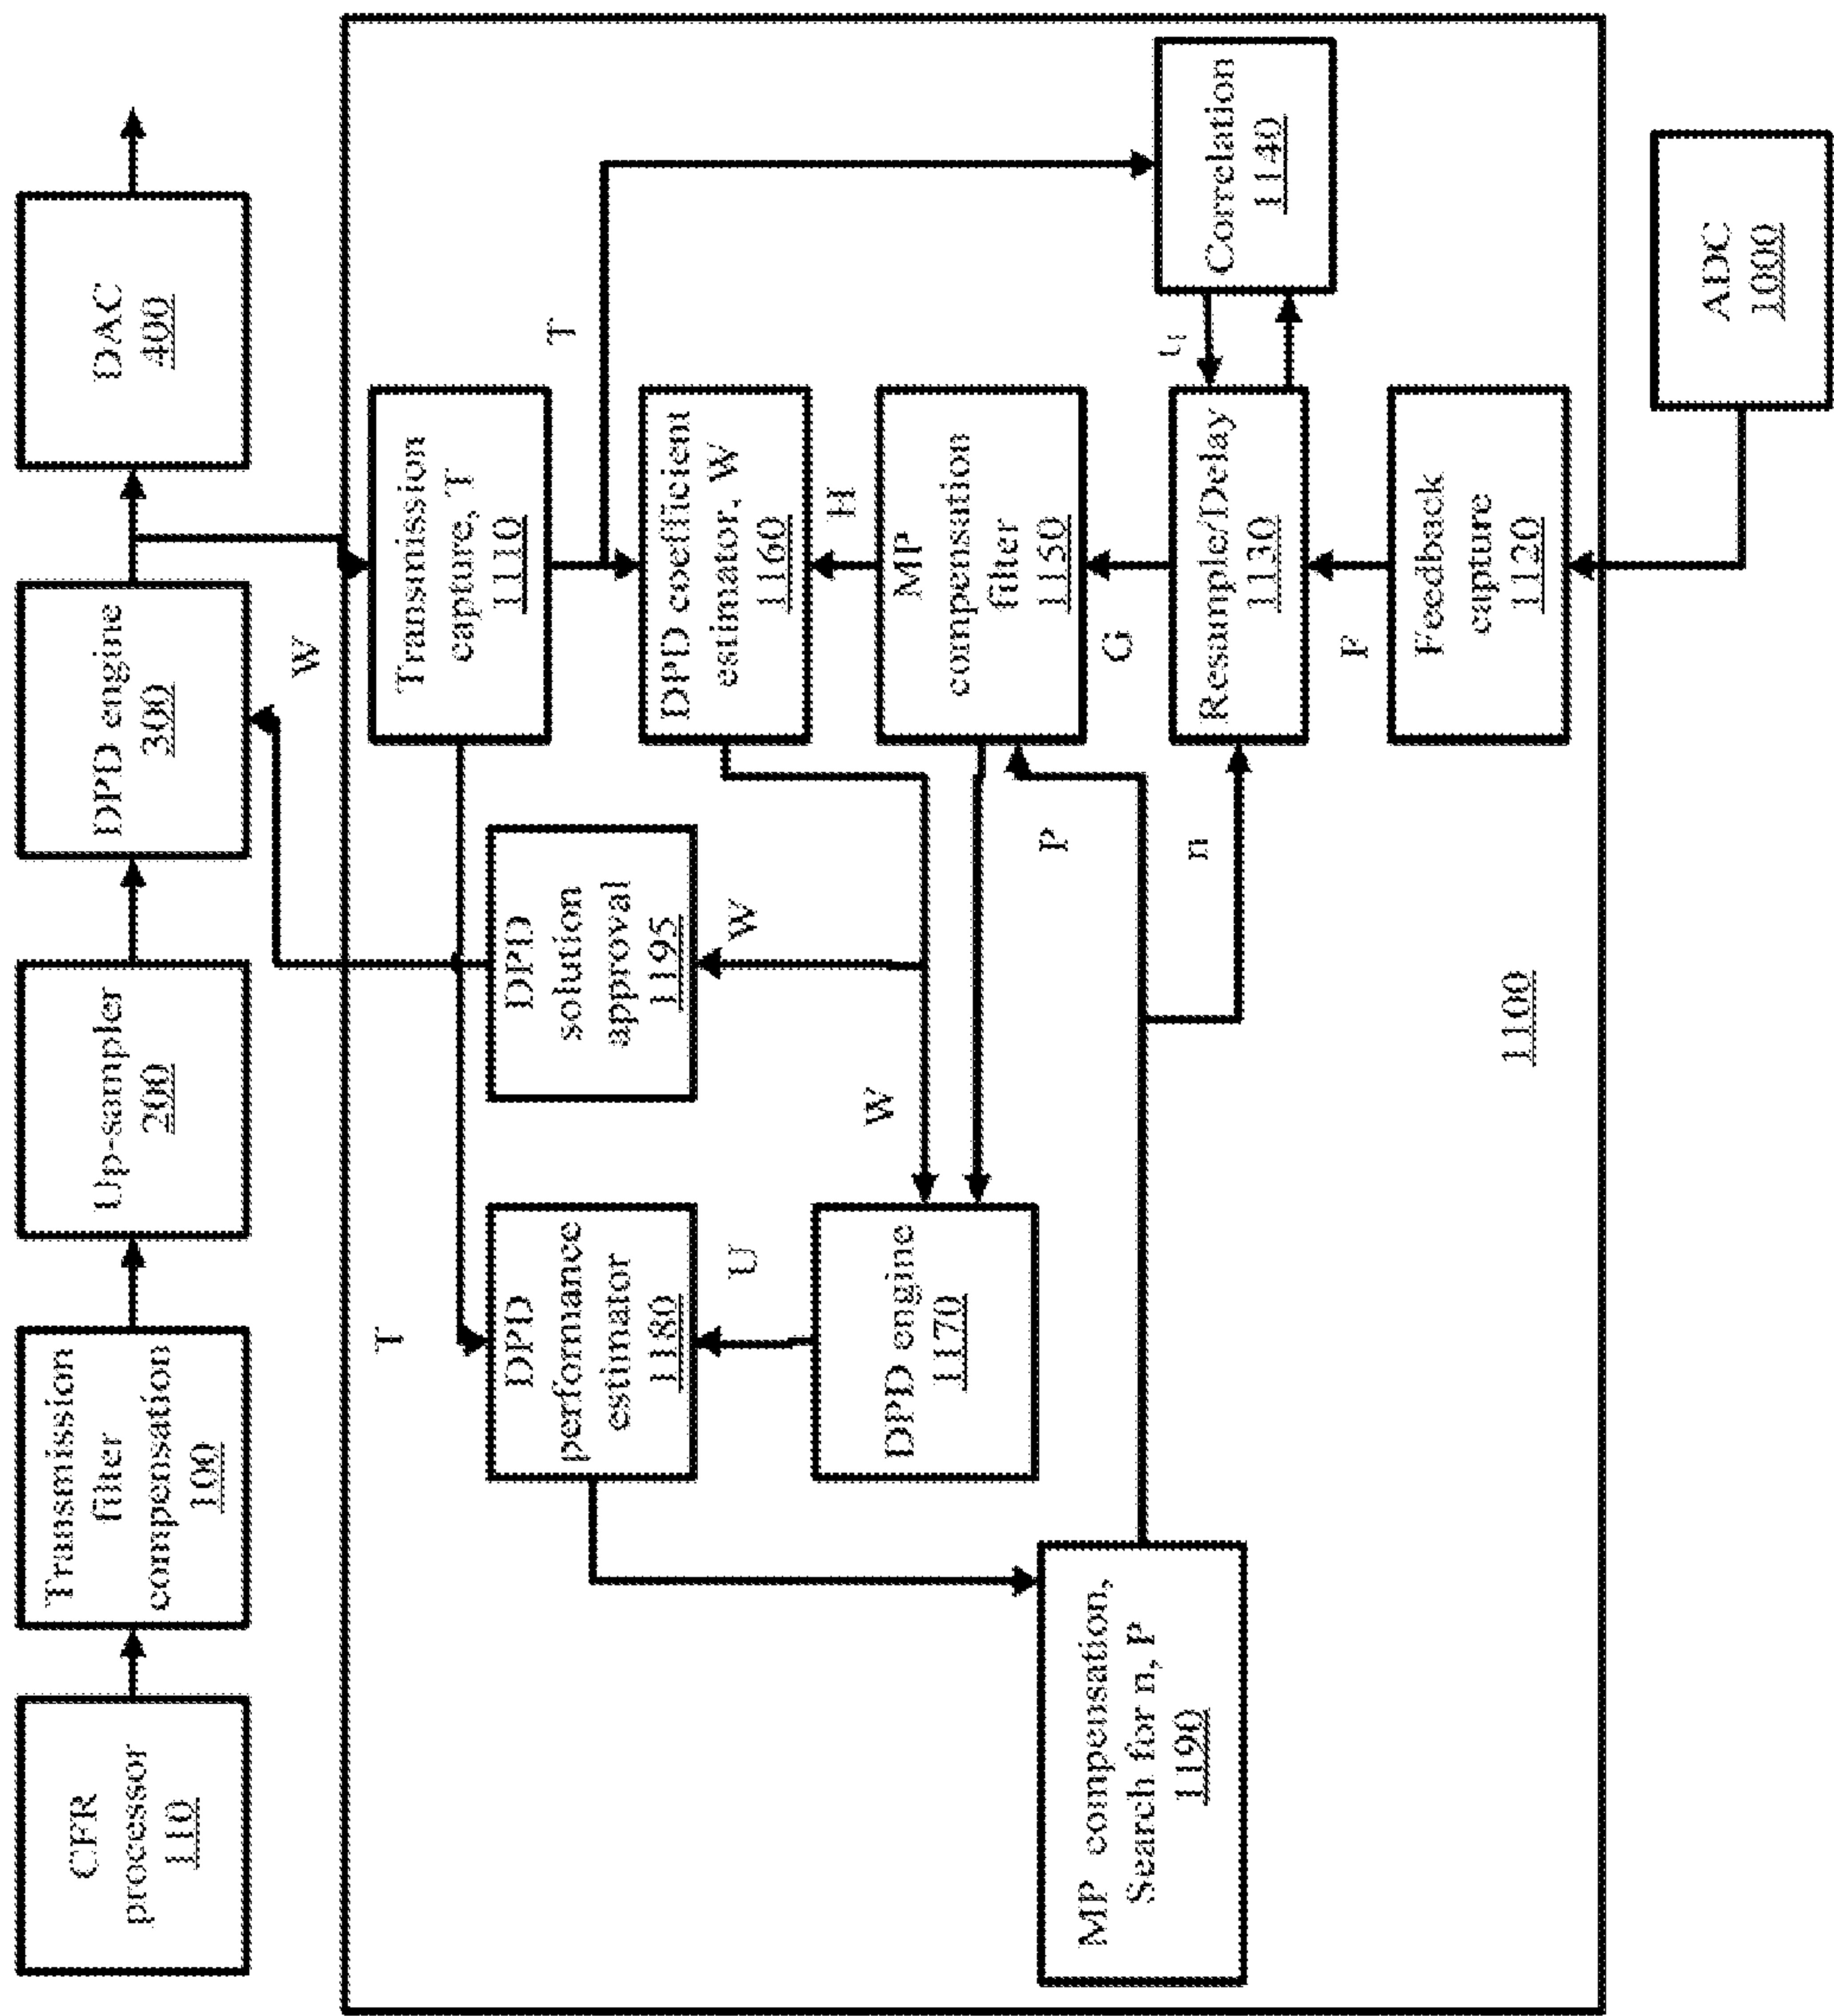 CFR
processor
110
Transmission
filter
compensation
100
Up-sampler
200
DPD engine
300
DAC
400
W
T
Transmission
capture, T
1110
T
DPD
solution
approval
1195
DPD coefficient
estimator, W
1160
DPD
performance
estimator
1180
W
U
H
W
DPD engine
1170
MP
compensation
filter
1150
P
G
MP compensation,
Search for n, P
1190
n
Resample/Delay
1130
Correlation
1140
F
Feedback
capture
1120
1100
ADC
1000